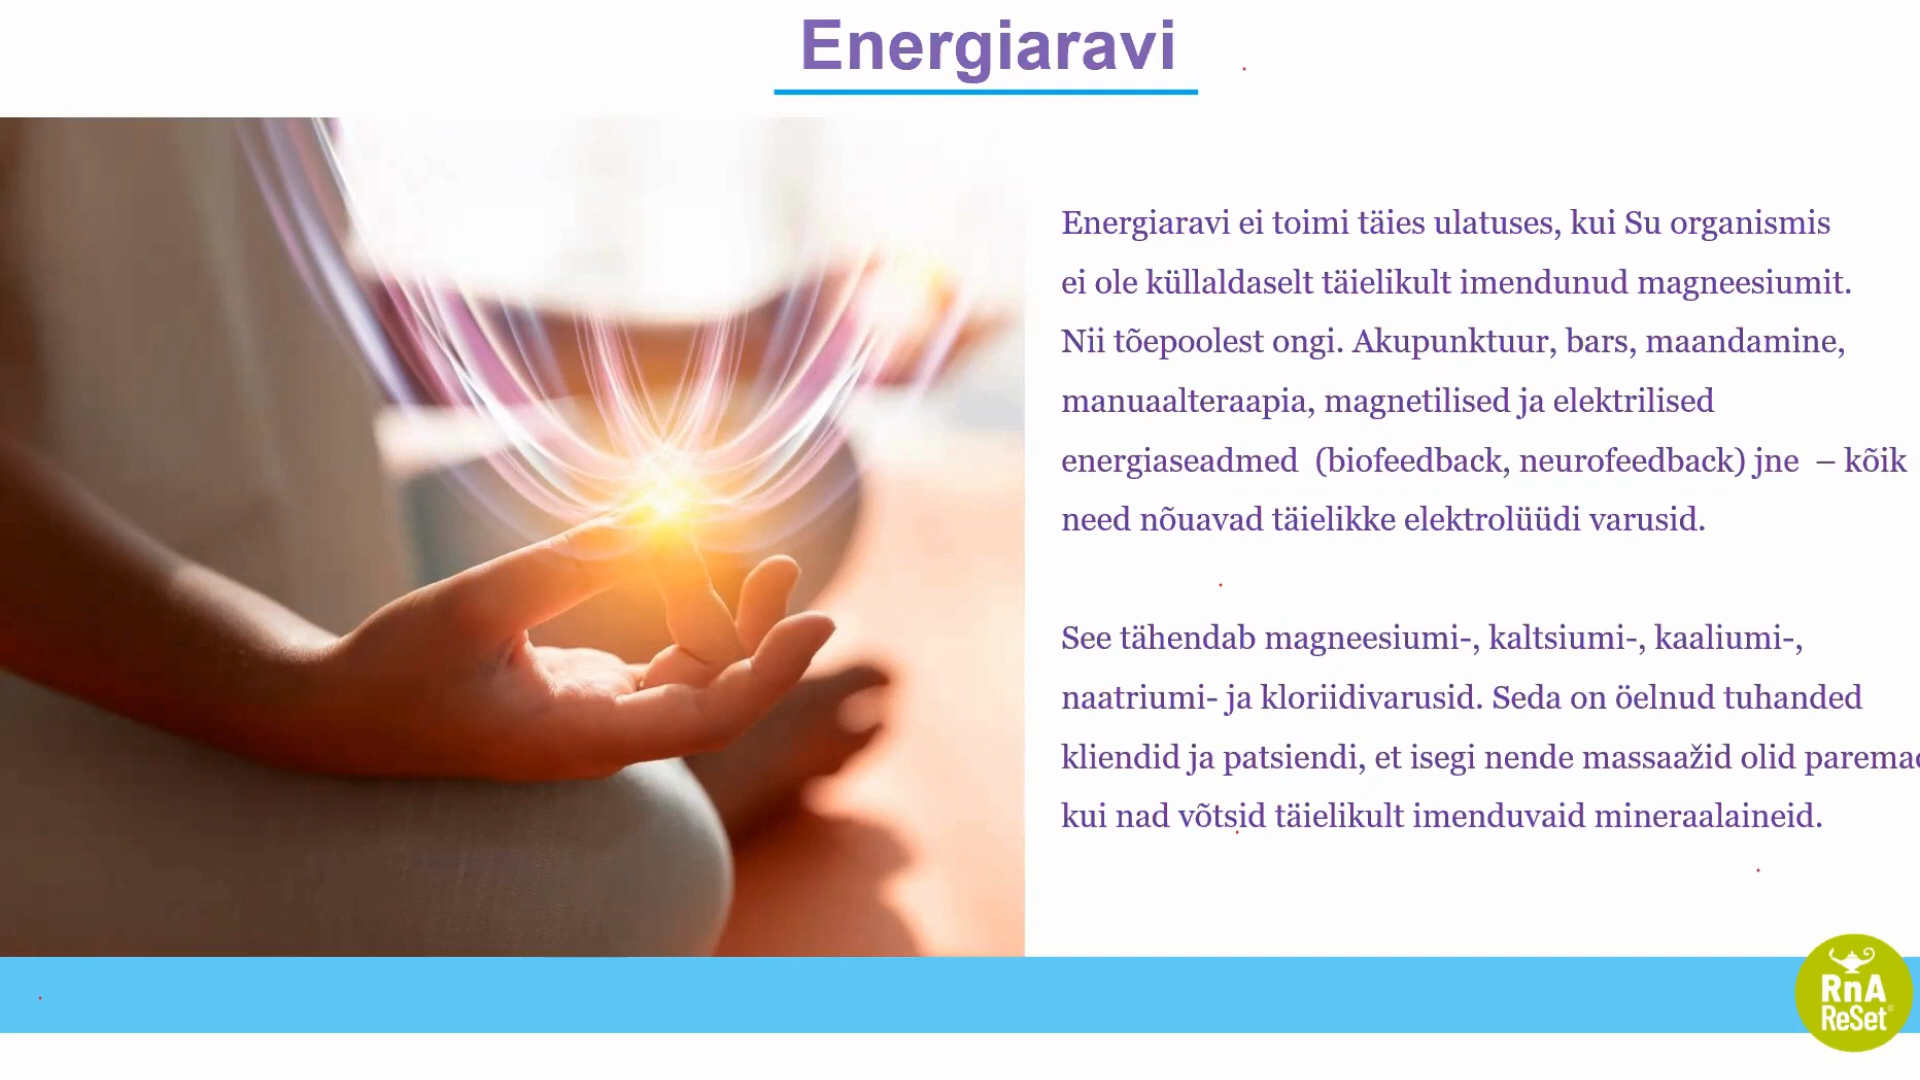 Energiaravi
Energiaravi ei toimi täies ulatuses, kui Su organismis
ei ole küllaldaselt täielikult imendunud magneesiumit.
Nii tõepoolest ongi. Akupunktuur, bars, maandamine,
manuaalteraapia, magnetilised ja elektrilised
energiaseadmed (biofeedback, neurofeedback) jne – kõik
need nõuavad täielikke elektrolüüdi varusid.
See tähendab magneesiumi-, kaltsiumi-, kaaliumi-,
naatriumi- ja kloriidivarusid. Seda on öelnud tuhanded
kliendid ja patsiendi, et isegi nende massaažid olid
kui nad võtsid täielikult imenduvaid mineraalaineid.
RnA
ReSet